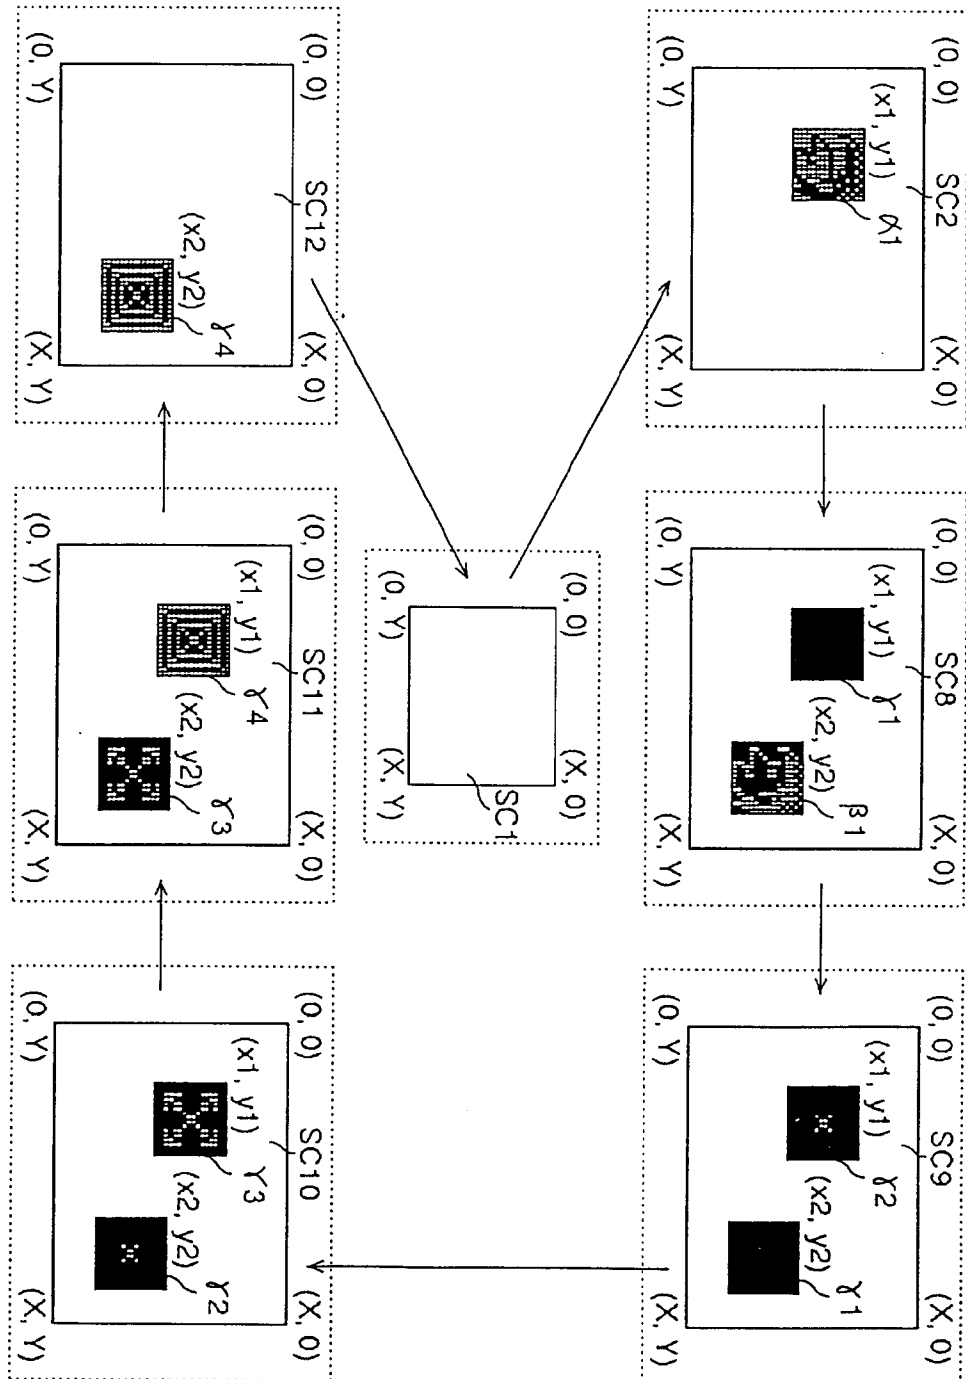 (0, 0) SC2 (X, 0)
(x1, y1) α1
(0, Y) (X, Y)
(0, 0) SC8 (X, 0)
(x1, y1) γ1
(x2, y2) β1
(0, Y) (X, Y)
(0, 0) SC9 (X, 0)
(x1, y1) γ2
(x2, y2) γ1
(0, Y) (X, Y)
(0, 0) (X, 0)
SC1
(0, Y) (X, Y)
(0, 0) SC12 (X, 0)
(x2, y2) γ4
(0, Y) (X, Y)
(0, 0) SC11 (X, 0)
(x1, y1) γ4
(x2, y2) γ3
(0, Y) (X, Y)
(0, 0) SC10 (X, 0)
(x1, y1) γ3
(x2, y2) γ2
(0, Y) (X, Y)